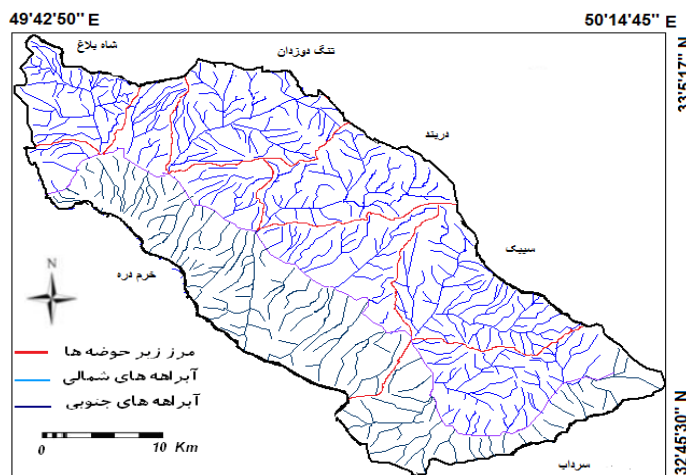 49'42'50'' E
50'14'45'' E
شاه بلاغ
تنگ دوزدان
33'5'17'' N
دربند
سیبک
N
خرم دره
مرز زیر حوضه ها
آبراهه های شمالی
آبراهه های جنوبی
0 10 Km
32'45'30'' N
سرداب